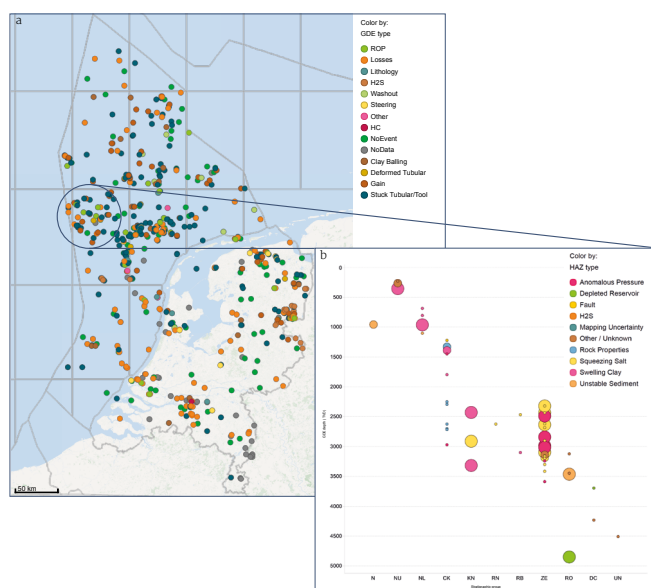 a
Color by:
GDE type
ROP
Losses
Lithology
H2S
Washout
Steering
Other
HC
NoEvent
NoData
Clay Balling
Deformed Tubular
Gain
Stuck Tubular/Tool
50 km
b
Color by:
HAZ type
Anomalous Pressure
Depleted Reservoir
Fault
H2S
Mapping Uncertainty
Other / Unknown
Rock Properties
Squeezing Salt
Swelling Clay
Unstable Sediment
0
500
1000
1500
2000
2500
3000
3500
4000
4500
5000
N NU NL CK KN RN RB ZE RO DC UN